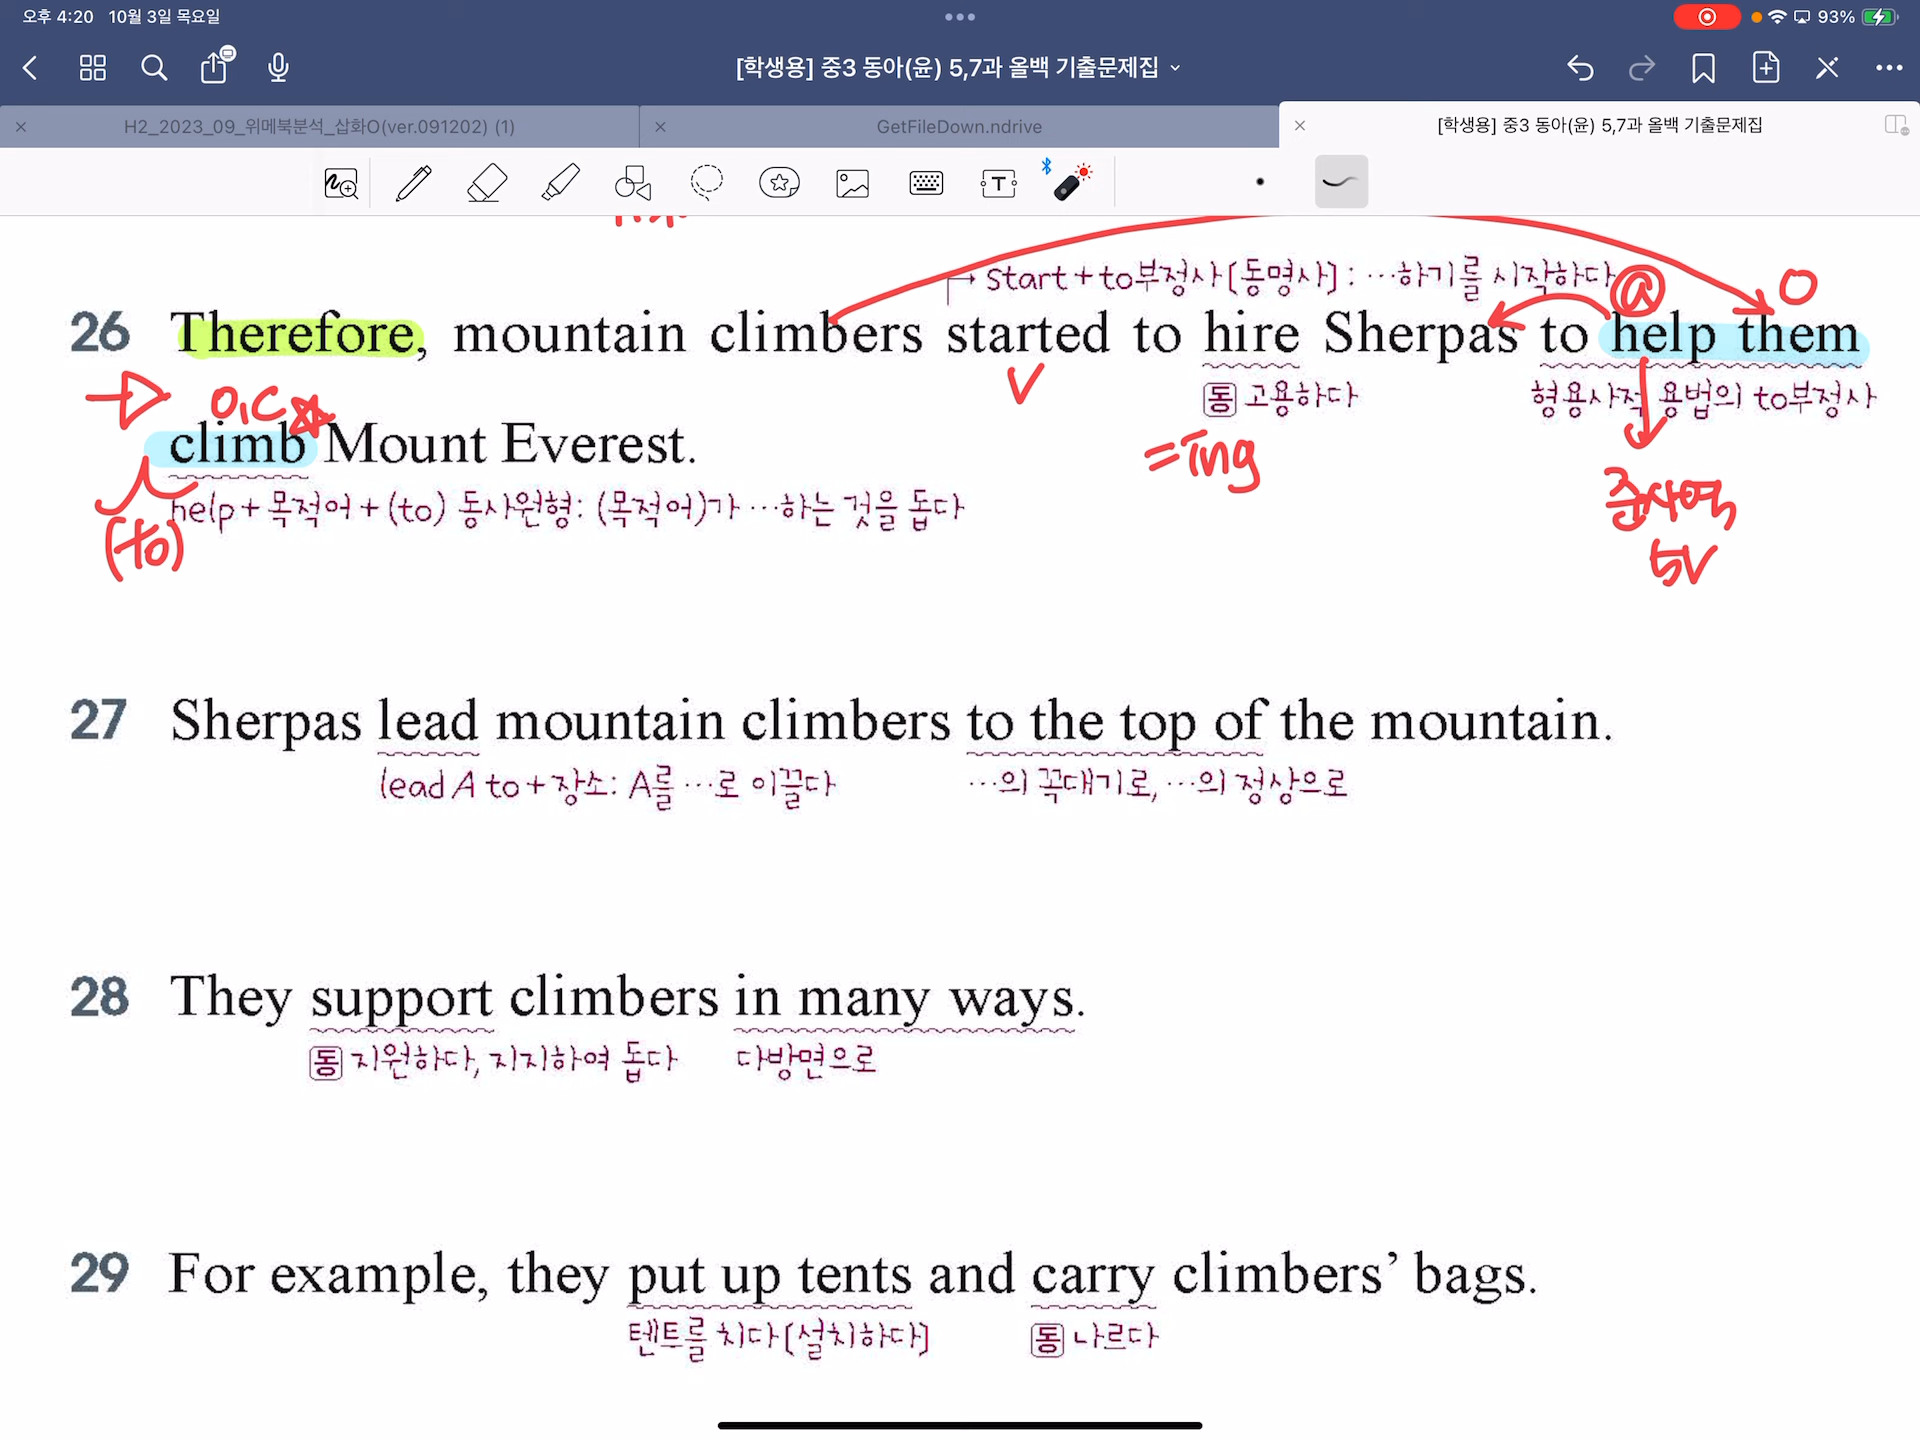 오후 4:20 10월 3일 목요일
93%
[학생용] 중3 동아(윤) 5,7과 올백 기출문제집
H2_2023_09_위메북분석_삽화O(ver.091202) (1)
GetFileDown.ndrive
[학생용] 중3 동아(윤) 5,7과 올백 기출문제집
start+to부정사[동명사]: …하기를 시작하다
ⓐ O
26 Therefore, mountain climbers started to hire Sherpas to help them
V
동 고용하다
형용사적 용법의 to부정사
O,C
climb Mount Everest.
=ing
준사역
help+목적어+(to) 동사원형: (목적어)가 …하는 것을 돕다
(to)
5V
27 Sherpas lead mountain climbers to the top of the mountain.
lead A to+장소: A를 …로 이끌다 …의 꼭대기로, …의 정상으로
28 They support climbers in many ways.
동 지원하다, 지지하여 돕다 다방면으로
29 For example, they put up tents and carry climbers’ bags.
텐트를 치다[설치하다] 동 나르다